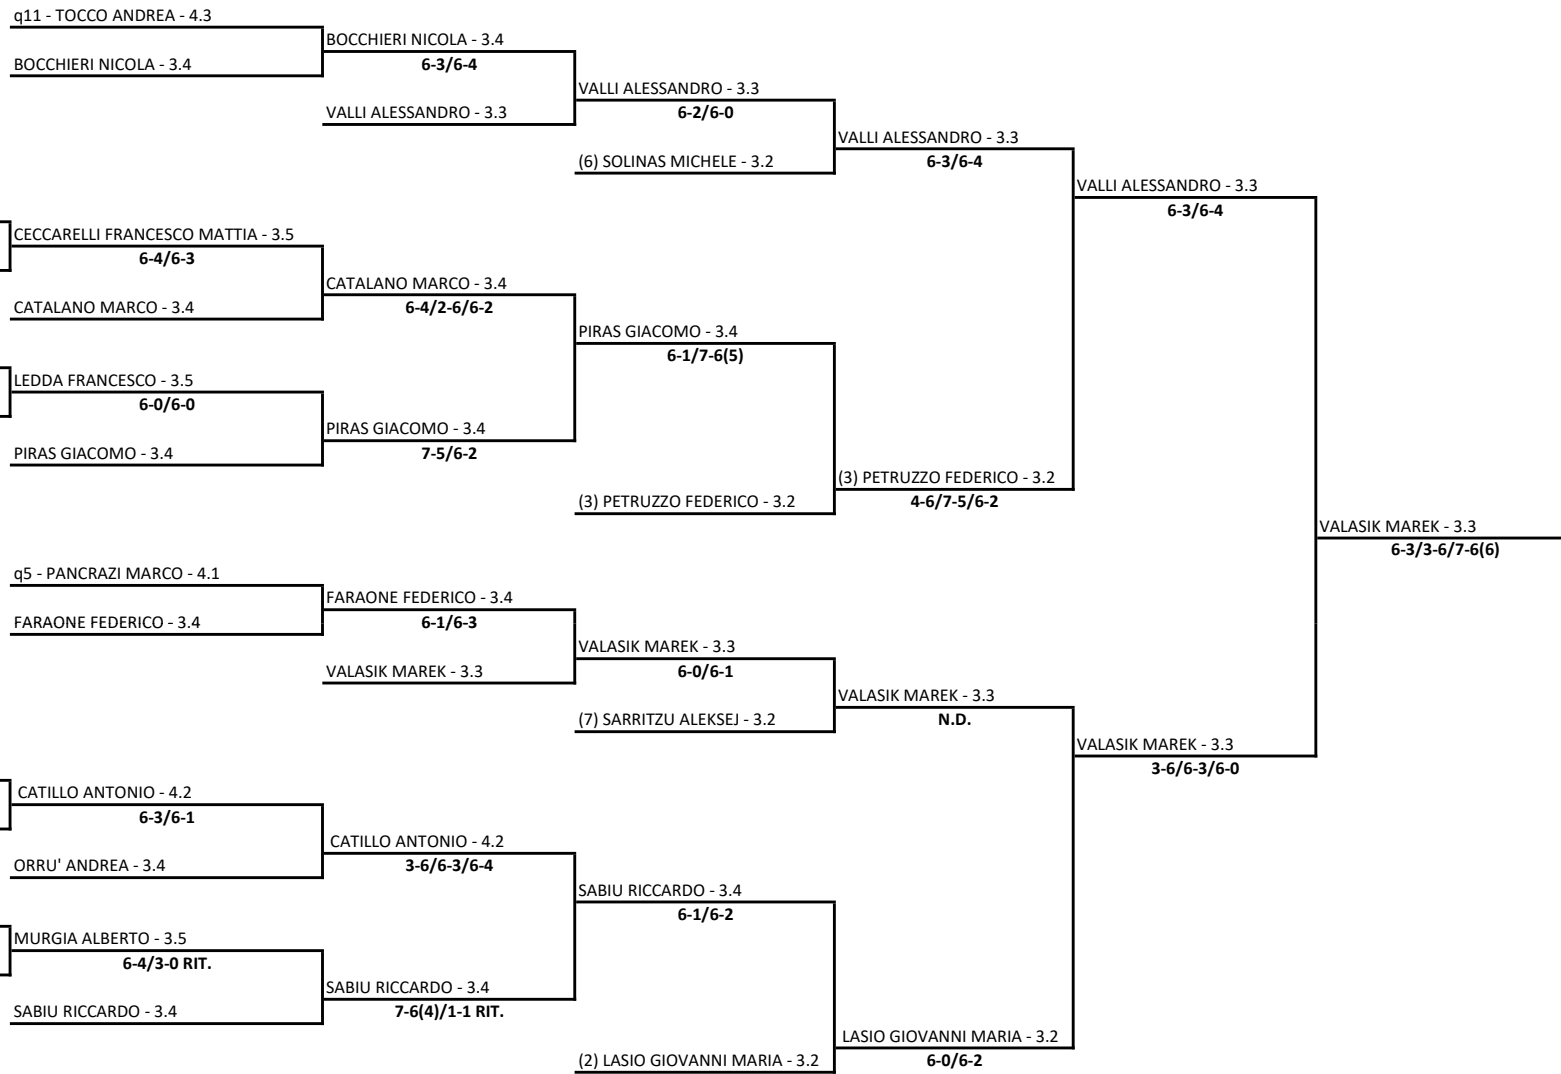 q11 - TOCCO ANDREA - 4.3
BOCCHIERI NICOLA - 3.4
6-3/6-4
BOCCHIERI NICOLA - 3.4
VALLI ALESSANDRO - 3.3
6-2/6-0
VALLI ALESSANDRO - 3.3
VALLI ALESSANDRO - 3.3
6-3/6-4
(6) SOLINAS MICHELE - 3.2
VALLI ALESSANDRO - 3.3
6-3/6-4
CECCARELLI FRANCESCO MATTIA - 3.5
6-4/6-3
CATALANO MARCO - 3.4
6-4/2-6/6-2
CATALANO MARCO - 3.4
PIRAS GIACOMO - 3.4
6-1/7-6(5)
LEDDA FRANCESCO - 3.5
6-0/6-0
PIRAS GIACOMO - 3.4
7-5/6-2
PIRAS GIACOMO - 3.4
(3) PETRUZZO FEDERICO - 3.2
4-6/7-5/6-2
(3) PETRUZZO FEDERICO - 3.2
VALASIK MAREK - 3.3
6-3/3-6/7-6(6)
q5 - PANCRAZI MARCO - 4.1
FARAONE FEDERICO - 3.4
6-1/6-3
FARAONE FEDERICO - 3.4
VALASIK MAREK - 3.3
6-0/6-1
VALASIK MAREK - 3.3
VALASIK MAREK - 3.3
N.D.
(7) SARRITZU ALEKSEJ - 3.2
VALASIK MAREK - 3.3
3-6/6-3/6-0
CATILLO ANTONIO - 4.2
6-3/6-1
CATILLO ANTONIO - 4.2
3-6/6-3/6-4
ORRU' ANDREA - 3.4
SABIU RICCARDO - 3.4
6-1/6-2
MURGIA ALBERTO - 3.5
6-4/3-0 RIT.
SABIU RICCARDO - 3.4
7-6(4)/1-1 RIT.
SABIU RICCARDO - 3.4
LASIO GIOVANNI MARIA - 3.2
6-0/6-2
(2) LASIO GIOVANNI MARIA - 3.2